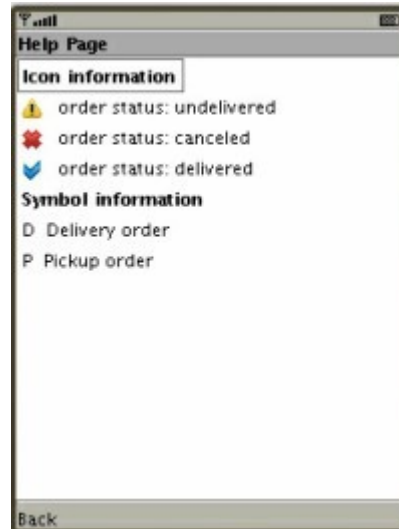 Help Page
Icon information
order status: undelivered
order status: canceled
order status: delivered
Symbol information
D Delivery order
P Pickup order
Back